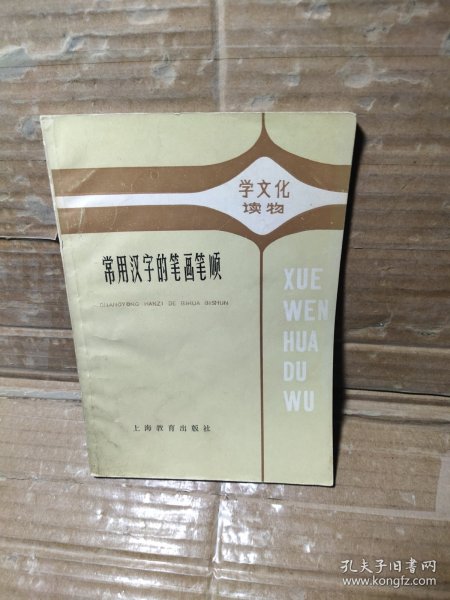 学文化
读物
常用汉字的笔画笔顺
CHANGYONG HANZI DE BIHUA BISHUN
XUE
WEN
HUA
DU
WU
上海教育出版社
孔夫子旧书网
www.kongfz.com